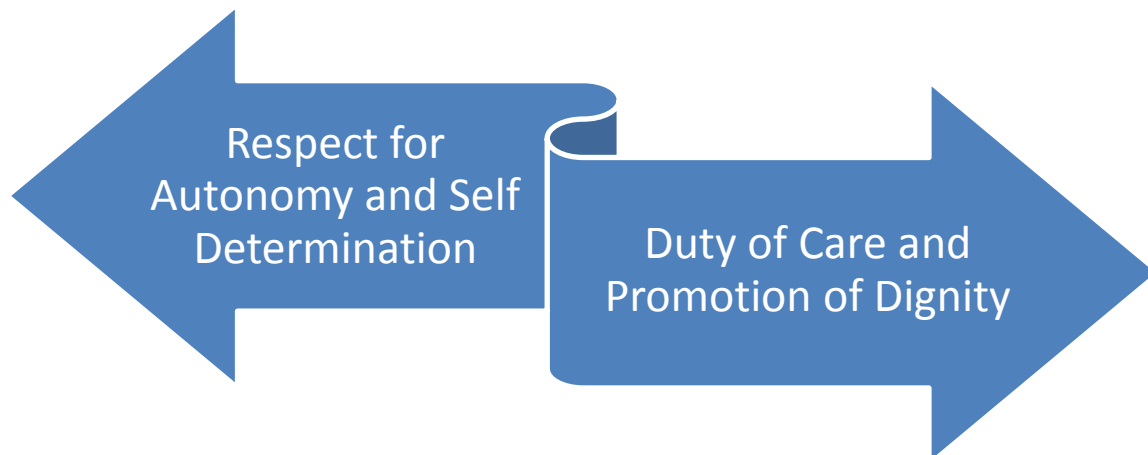 Respect for
Autonomy and Self
Determination
Duty of Care and
Promotion of Dignity